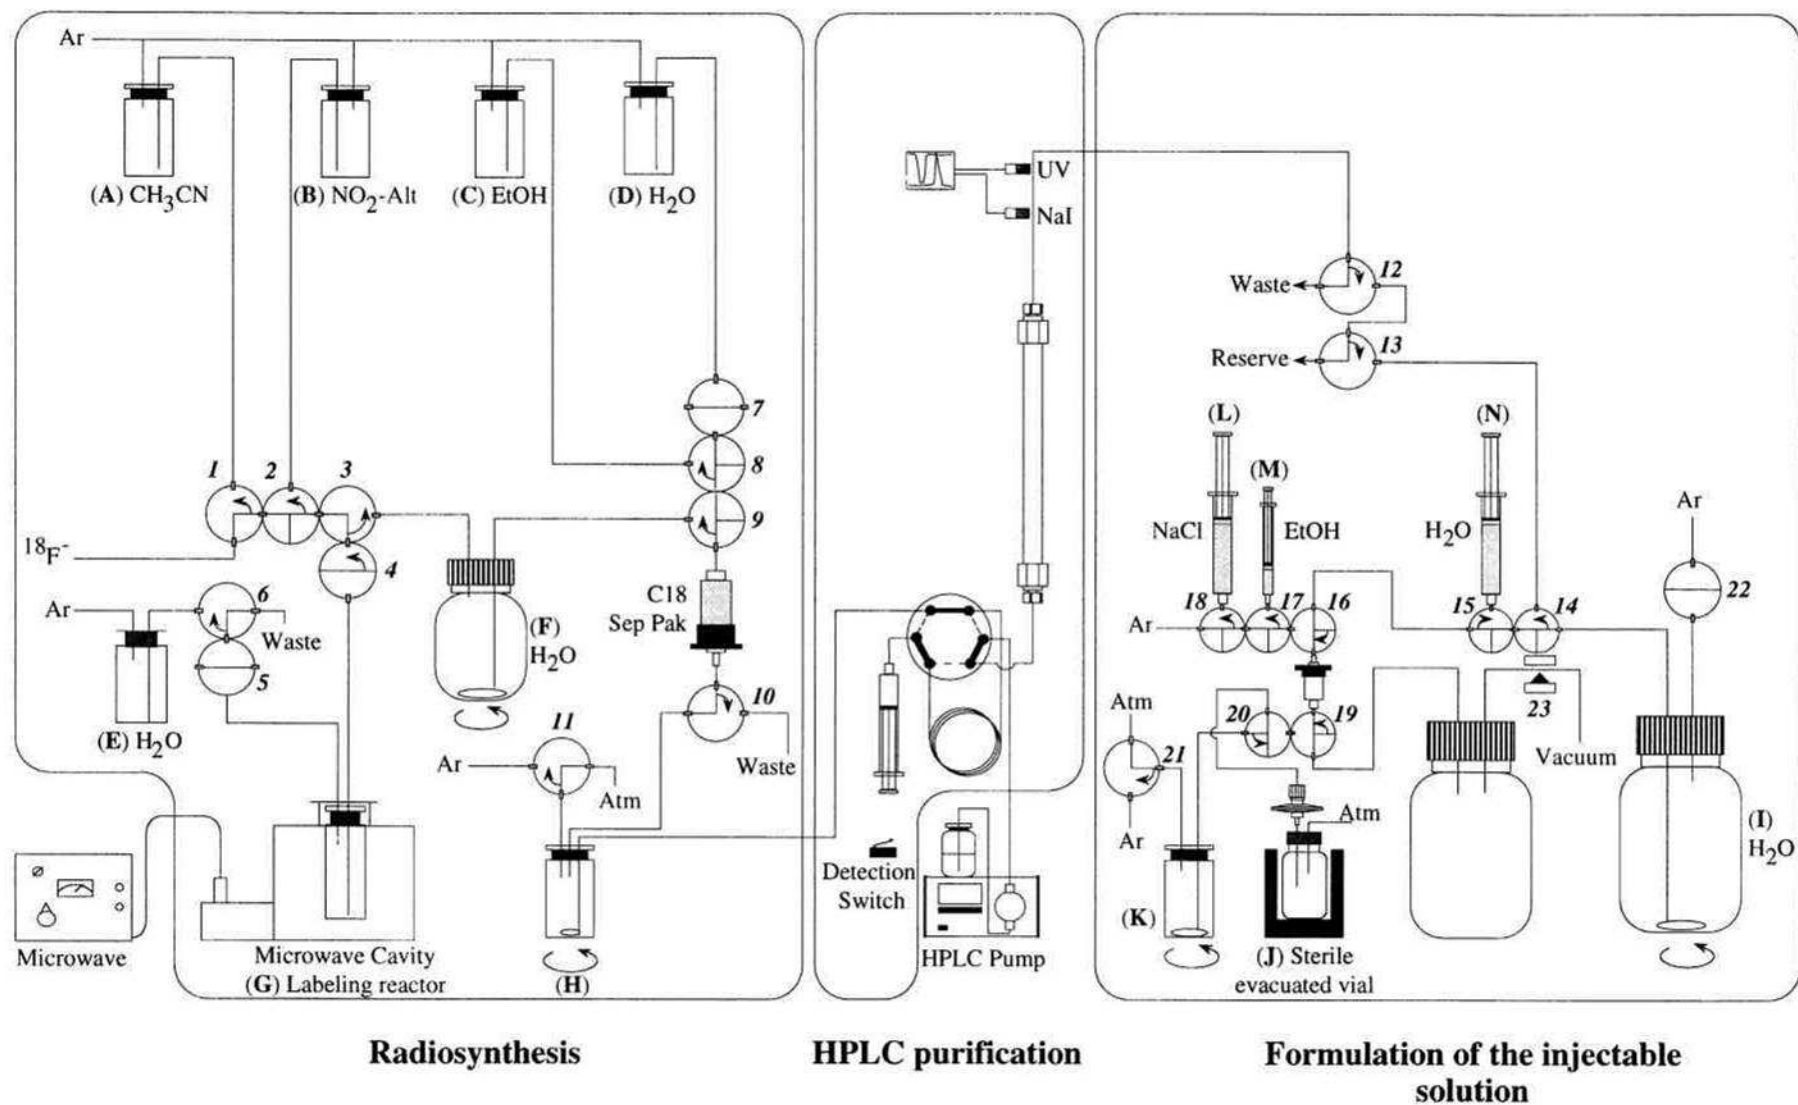 Ar
(A) CH3CN
(B) NO2-Alt
(C) EtOH
(D) H2O
1
2
3
4
18F-
Ar
6
Waste
5
(E) H2O
7
8
9
C18
Sep Pak
(F)
H2O
10
Waste
11
Ar
Atm
(H)
Microwave
Microwave Cavity
(G) Labeling reactor
Radiosynthesis
UV
NaI
Detection
Switch
HPLC Pump
HPLC purification
12
Waste
13
Reserve
(L)
(M)
(N)
NaCl
EtOH
H2O
Ar
18
17
16
15
14
Ar
22
23
Vacuum
Atm
20
19
21
Ar
Atm
(K)
(J) Sterile
evacuated vial
(I)
H2O
Formulation of the injectable
solution